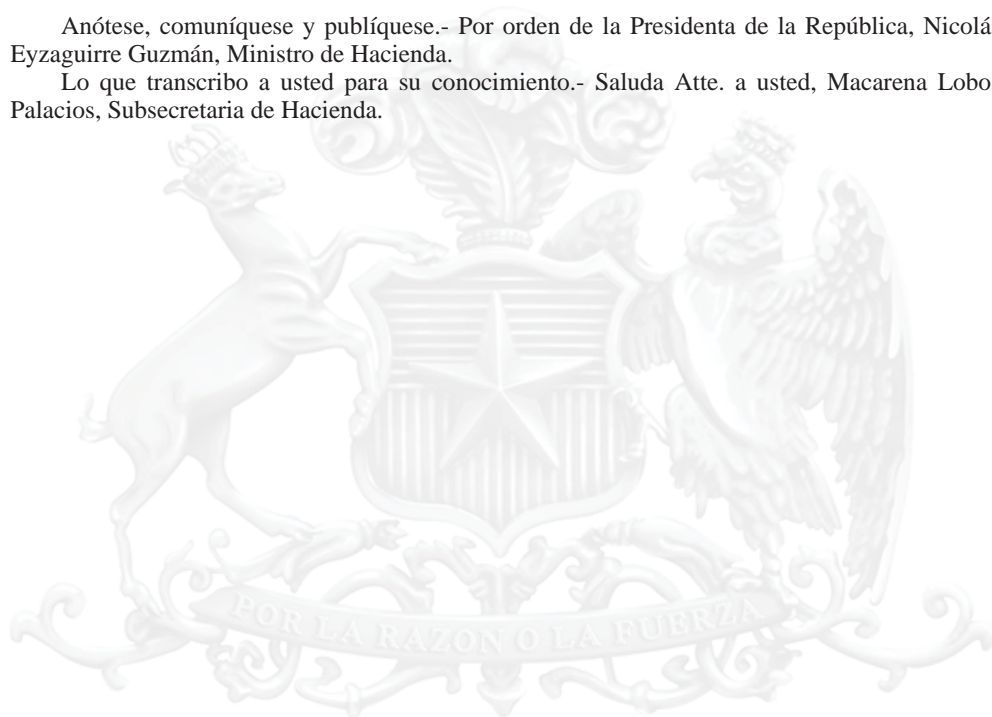 Anótese, comuníquese y publíquese.- Por orden de la Presidenta de la República, Nicolá
Eyzaguirre Guzmán, Ministro de Hacienda.
Lo que transcribo a usted para su conocimiento.- Saluda Atte. a usted, Macarena Lobo
Palacios, Subsecretaria de Hacienda.
POR LA RAZON O LA FUERZA